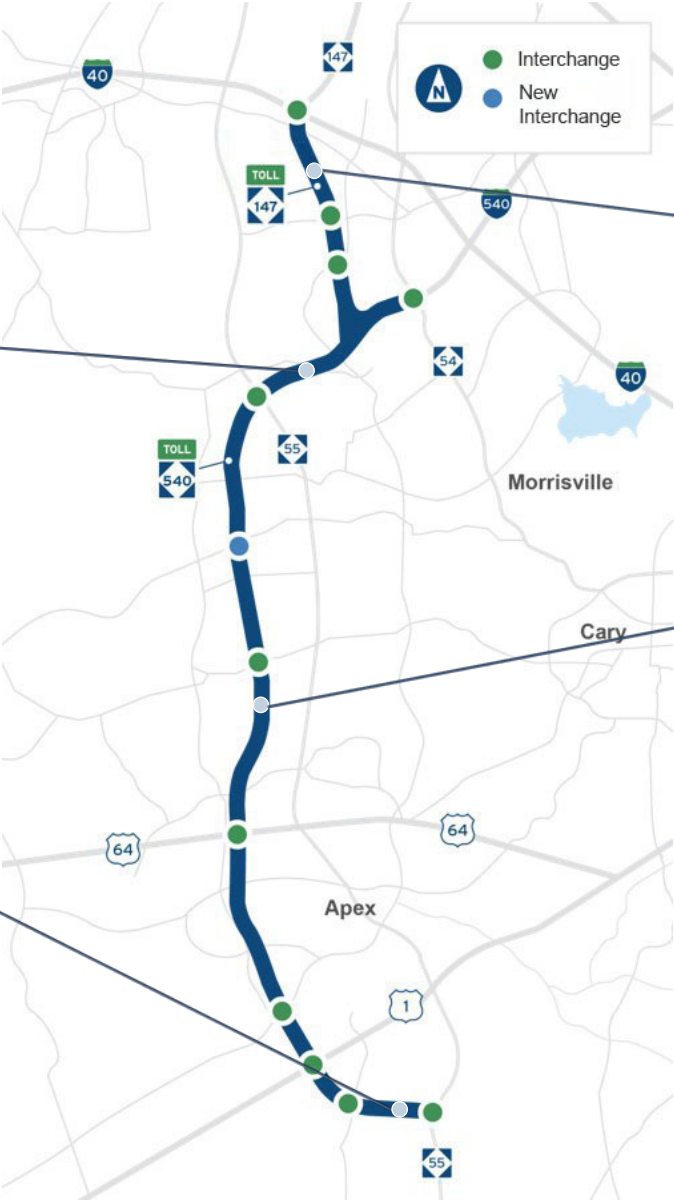 147
40
Interchange
N
New
Interchange
TOLL
147
540
54
40
TOLL
540
55
Morrisville
Cary
64
64
Apex
1
55